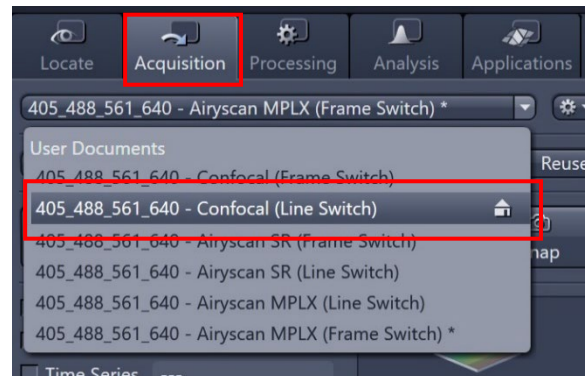 Locate Acquisition Processing Analysis Applications
405_488_561_640 - Airyscan MPLX (Frame Switch) *
User Documents
405_488_561_640 - Confocal (Frame Switch)
Reuse
405_488_561_640 - Confocal (Line Switch)
405_488_561_640 - Airyscan SR (Frame Switch)
nap
405_488_561_640 - Airyscan SR (Line Switch)
405_488_561_640 - Airyscan MPLX (Line Switch)
405_488_561_640 - Airyscan MPLX (Frame Switch) *
Time Series